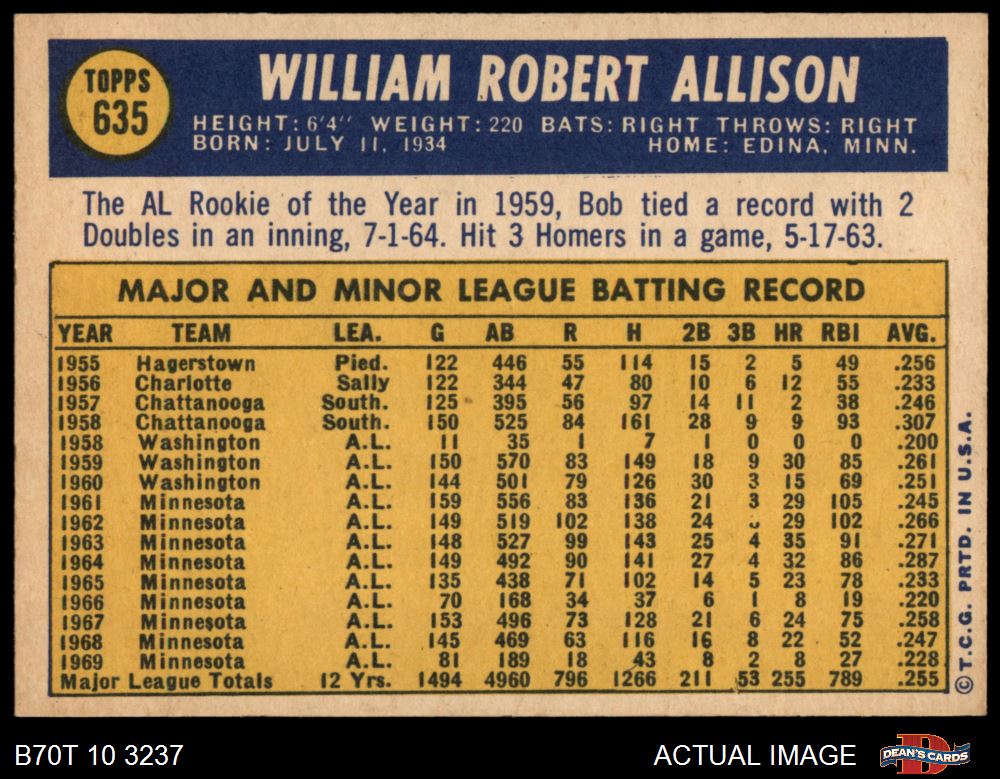 TOPPS
635
WILLIAM ROBERT ALLISON
HEIGHT: 6'4" WEIGHT: 220 BATS: RIGHT THROWS: RIGHT
BORN: JULY 11, 1934 HOME: EDINA, MINN.
The AL Rookie of the Year in 1959, Bob tied a record with 2
Doubles in an inning, 7-1-64. Hit 3 Homers in a game, 5-17-63.
MAJOR AND MINOR LEAGUE BATTING RECORD
YEAR TEAM LEA. G AB R H 2B 3B HR RBI AVG.
1955 Hagerstown Pied. 122 446 55 114 15 2 5 49 .256
1956 Charlotte Sally 122 344 47 80 10 6 12 55 .233
1957 Chattanooga South. 125 395 56 97 14 11 2 38 .246
1958 Chattanooga South. 150 525 84 161 28 9 9 93 .307
1958 Washington A.L. 11 35 1 7 1 0 0 0 .200
1959 Washington A.L. 150 570 83 149 18 9 30 85 .261
1960 Washington A.L. 144 501 79 126 30 3 15 69 .251
1961 Minnesota A.L. 159 556 83 136 21 3 29 105 .245
1962 Minnesota A.L. 149 519 102 138 24 29 102 .266
1963 Minnesota A.L. 148 527 99 143 25 4 35 91 .271
1964 Minnesota A.L. 149 492 90 141 27 4 32 86 .287
1965 Minnesota A.L. 135 438 71 102 14 5 23 78 .233
1966 Minnesota A.L. 70 168 34 37 6 1 8 19 .220
1967 Minnesota A.L. 153 496 73 128 21 6 24 75 .258
1968 Minnesota A.L. 145 469 63 116 16 8 22 52 .247
1969 Minnesota A.L. 81 189 18 43 8 2 8 27 .228
Major League Totals 12 Yrs. 1494 4960 796 1266 211 53 255 789 .255
©T.C.G. PRTD. IN U.S.A.
B70T 10 3237
ACTUAL IMAGE
DEAN'S CARDS